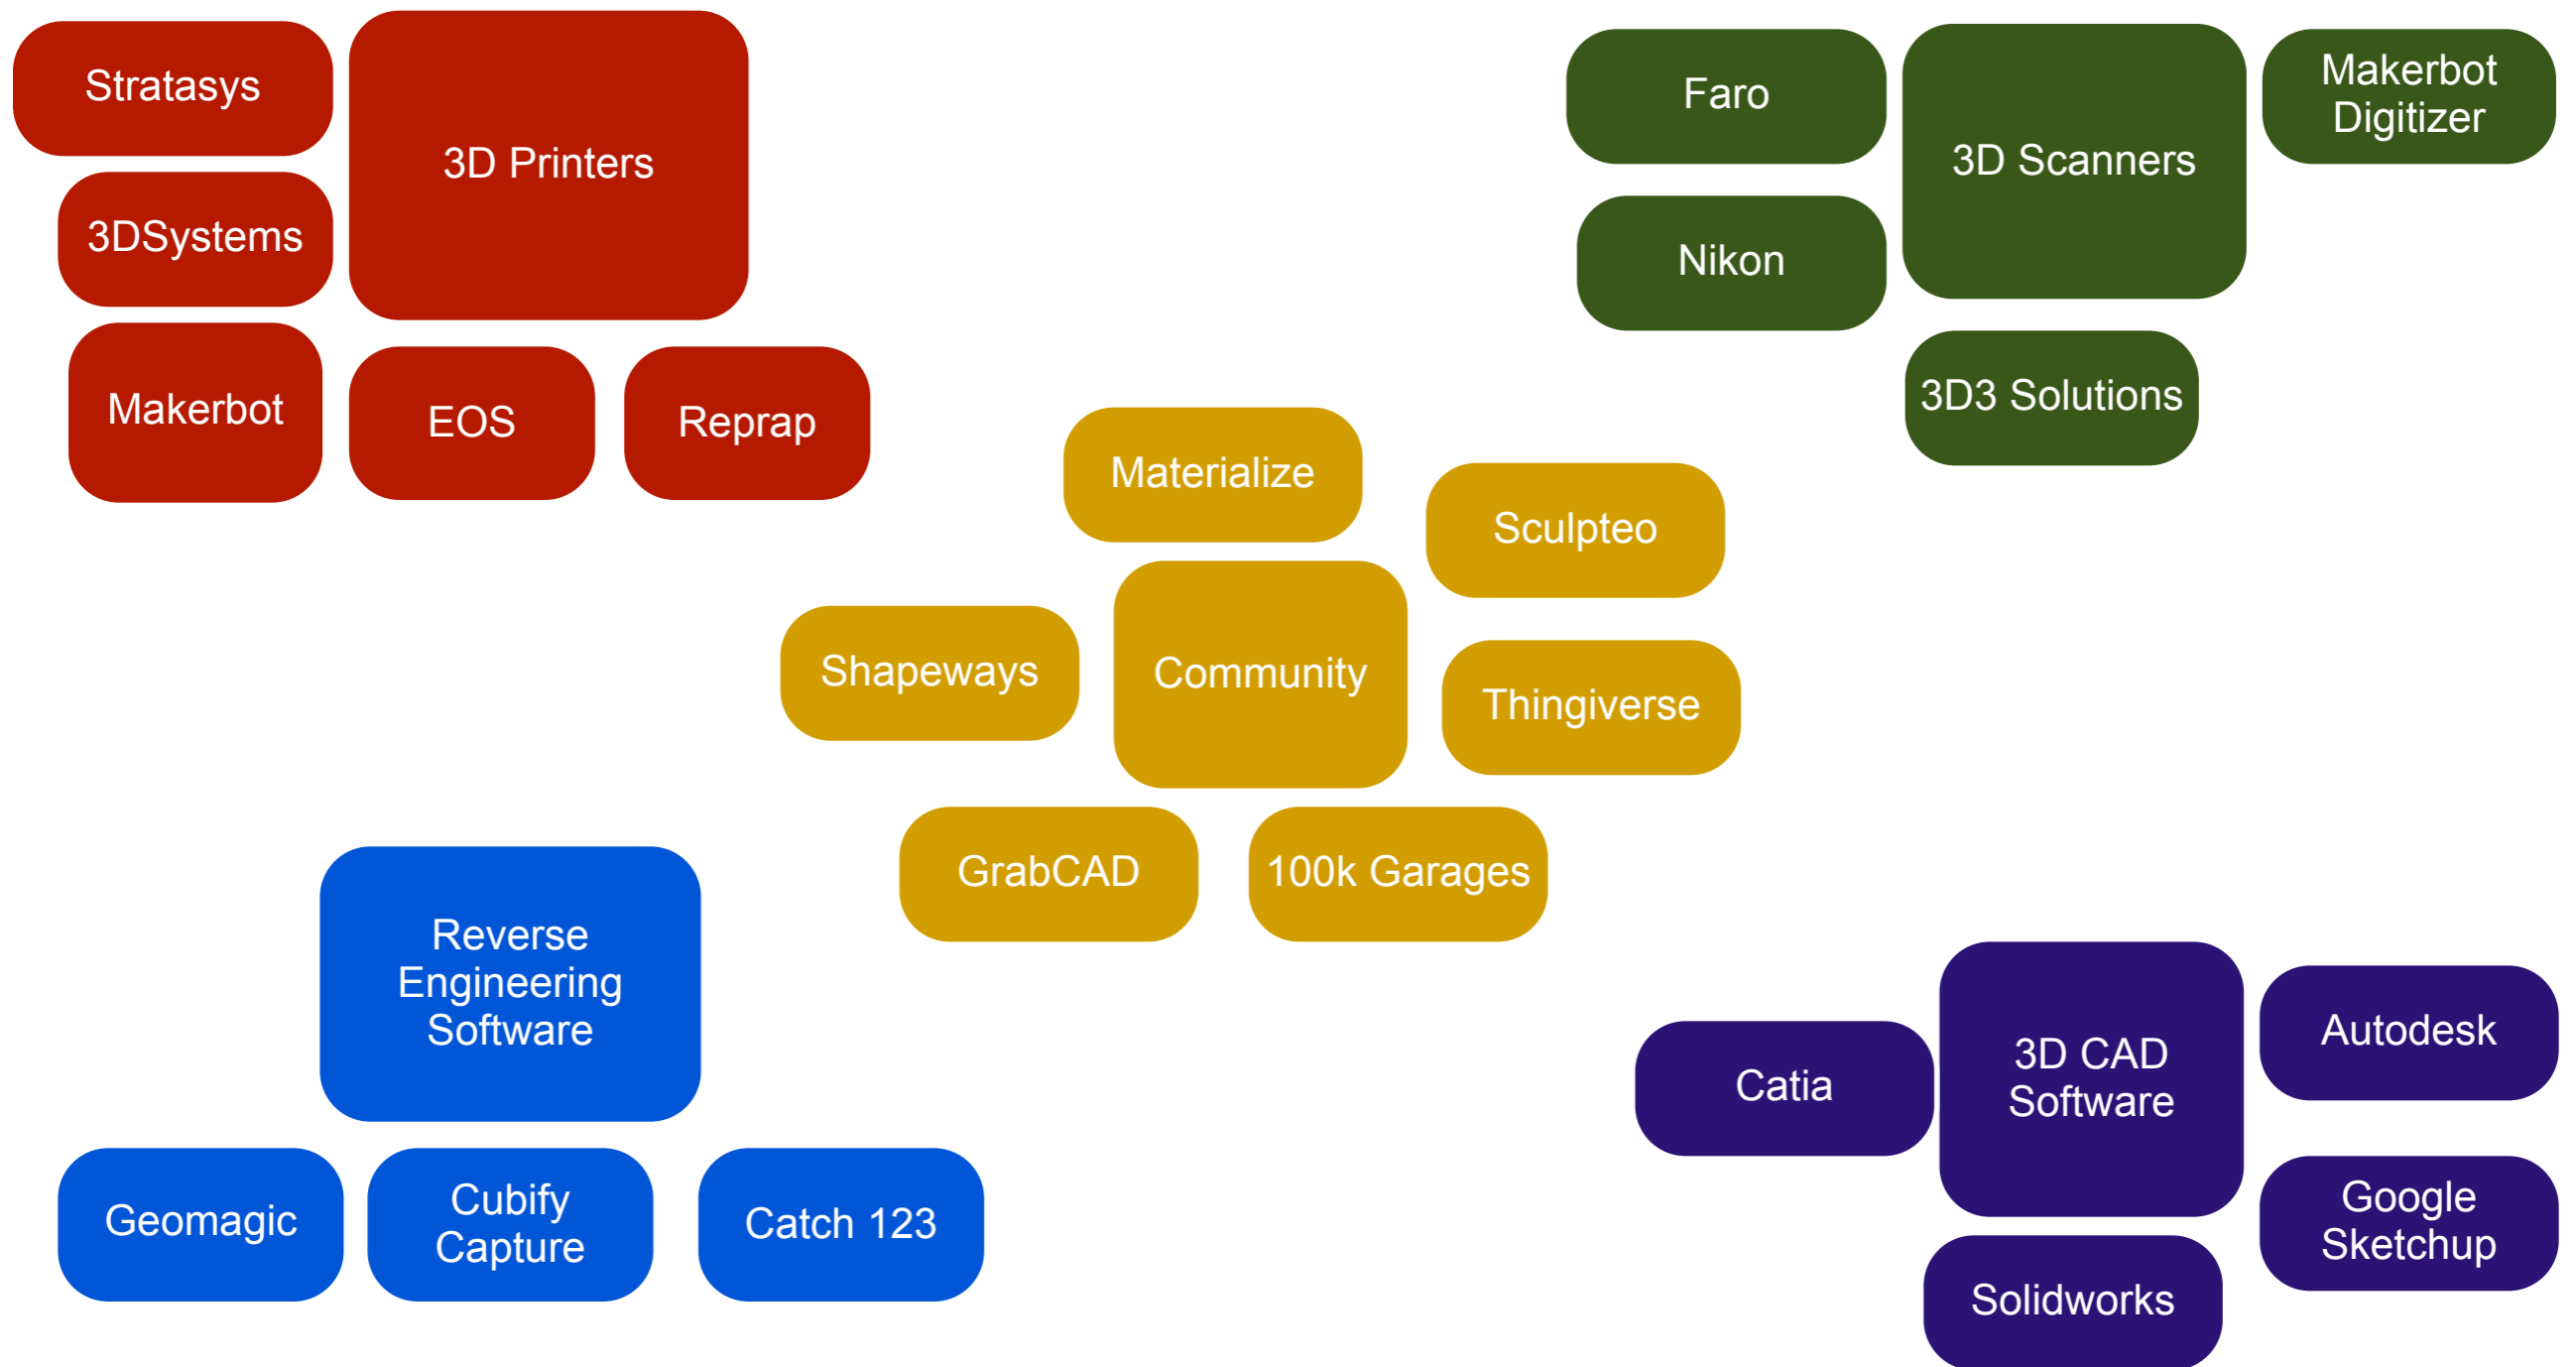 Stratasys
3D Printers
3DSystems
Makerbot
EOS
Reprap
Faro
3D Scanners
Makerbot
Digitizer
Nikon
3D3 Solutions
Materialize
Sculpteo
Shapeways
Community
Thingiverse
GrabCAD
100k Garages
Reverse
Engineering
Software
Geomagic
Cubify
Capture
Catch 123
Catia
3D CAD
Software
Autodesk
Google
Sketchup
Solidworks